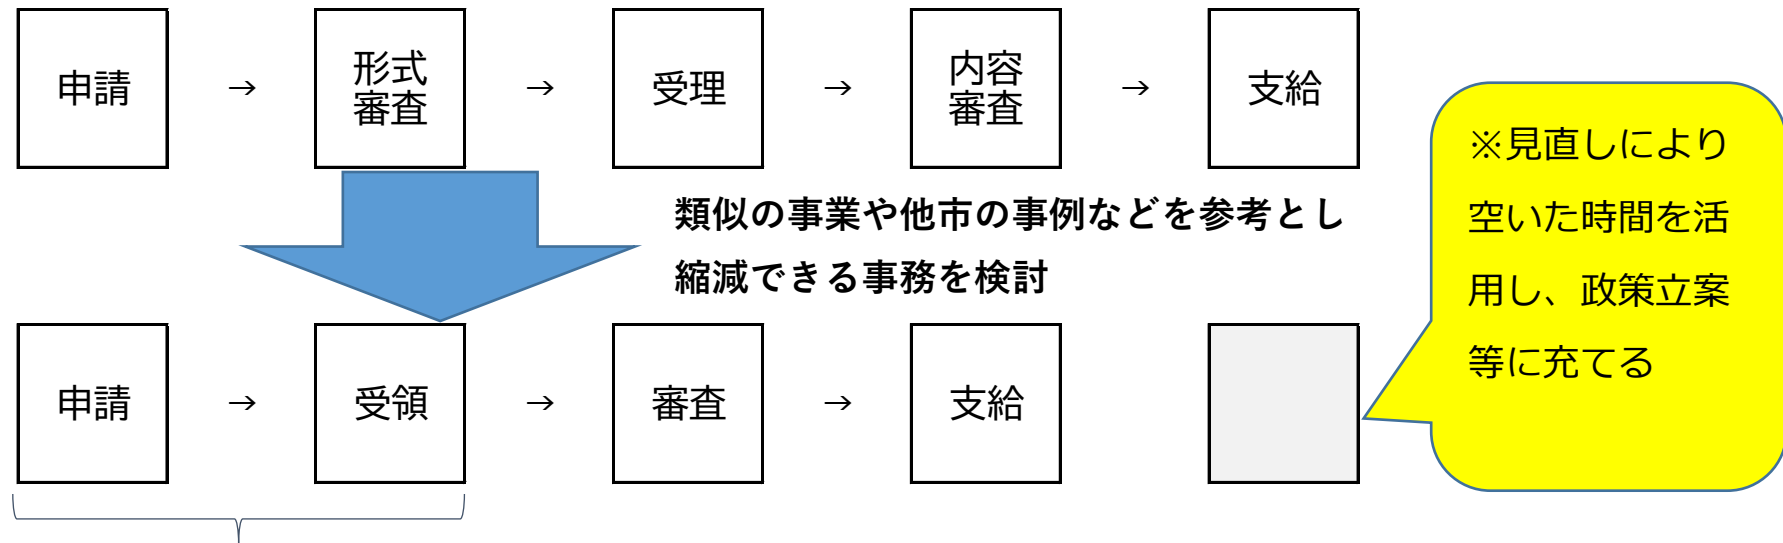 申請 → 形式審査 → 受理 → 内容審査 → 支給
類似の事業や他市の事例などを参考とし
縮減できる事務を検討
申請 → 受領 → 審査 → 支給
※見直しにより
空いた時間を活
用し、政策立案
等に充てる